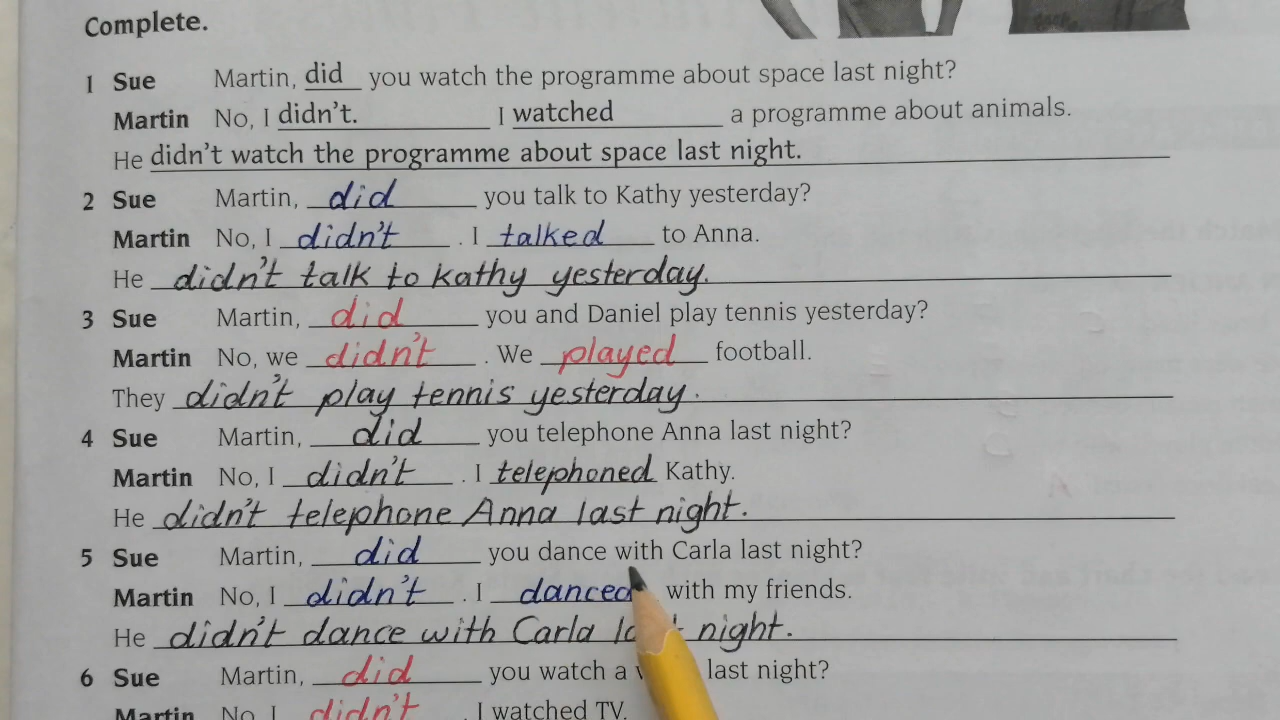 Complete.
1 Sue Martin, did you watch the programme about space last night?
Martin No, I didn't. I watched a programme about animals.
He didn't watch the programme about space last night.
2 Sue Martin, did you talk to Kathy yesterday?
Martin No, I didn't . I talked to Anna.
He didn't talk to kathy yesterday.
3 Sue Martin, did you and Daniel play tennis yesterday?
Martin No, we didn't . We played football.
They didn't play tennis yesterday.
4 Sue Martin, did you telephone Anna last night?
Martin No, I didn't . I telephoned Kathy.
He didn't telephone Anna last night.
5 Sue Martin, did you dance with Carla last night?
Martin No, I didn't . I danced with my friends.
He didn't dance with Carla last night.
6 Sue Martin, did you watch a last night?
Martin No, I didn't . I watched TV.